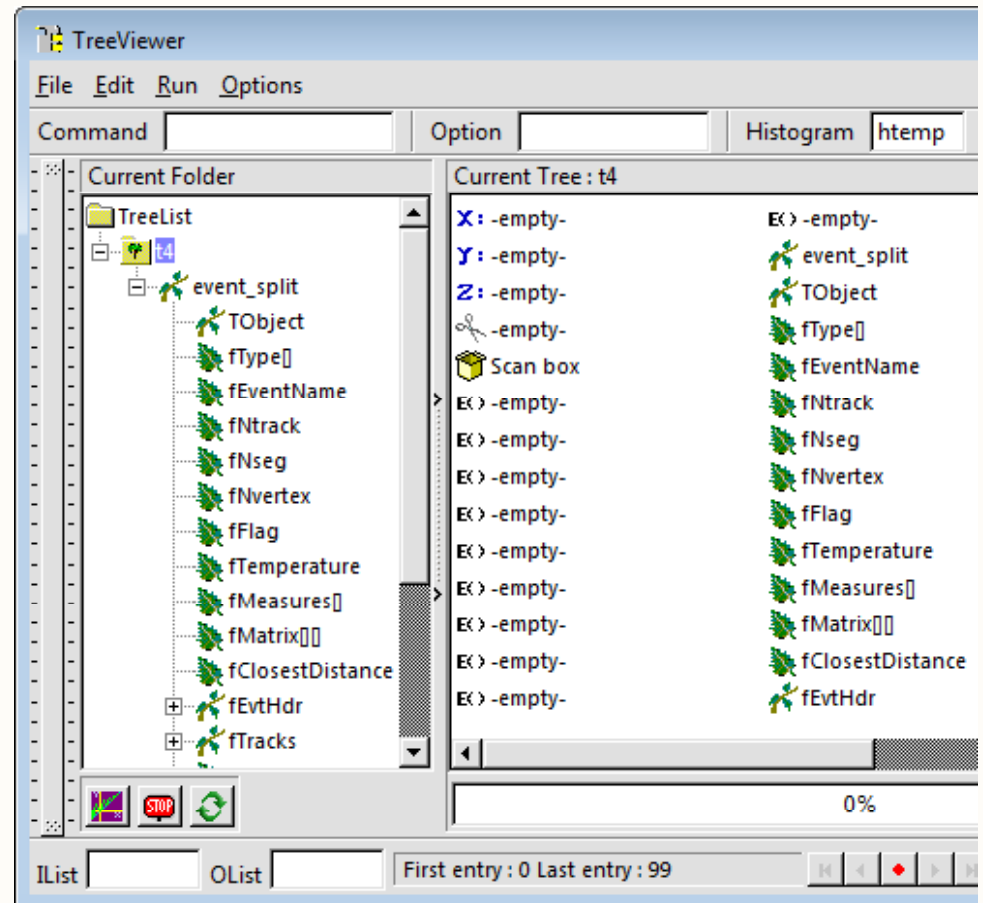 TreeViewer
File Edit Run Options
Command Option Histogram htemp
Current Folder
TreeList
t4
event_split
TObject
fType[]
fEventName
fNtrack
fNseg
fNvertex
fFlag
fTemperature
fMeasures[]
fMatrix[][]
fClosestDistance
fEvtHdr
fTracks
Current Tree : t4
X: -empty-
Y: -empty-
Z: -empty-
-empty-
Scan box
E() -empty-
E() -empty-
E() -empty-
E() -empty-
E() -empty-
E() -empty-
E() -empty-
E() -empty-
E() -empty-
E() -empty-
event_split
TObject
fType[]
fEventName
fNtrack
fNseg
fNvertex
fFlag
fTemperature
fMeasures[]
fMatrix[][]
fClosestDistance
fEvtHdr
STOP
0%
IList OList First entry : 0 Last entry : 99